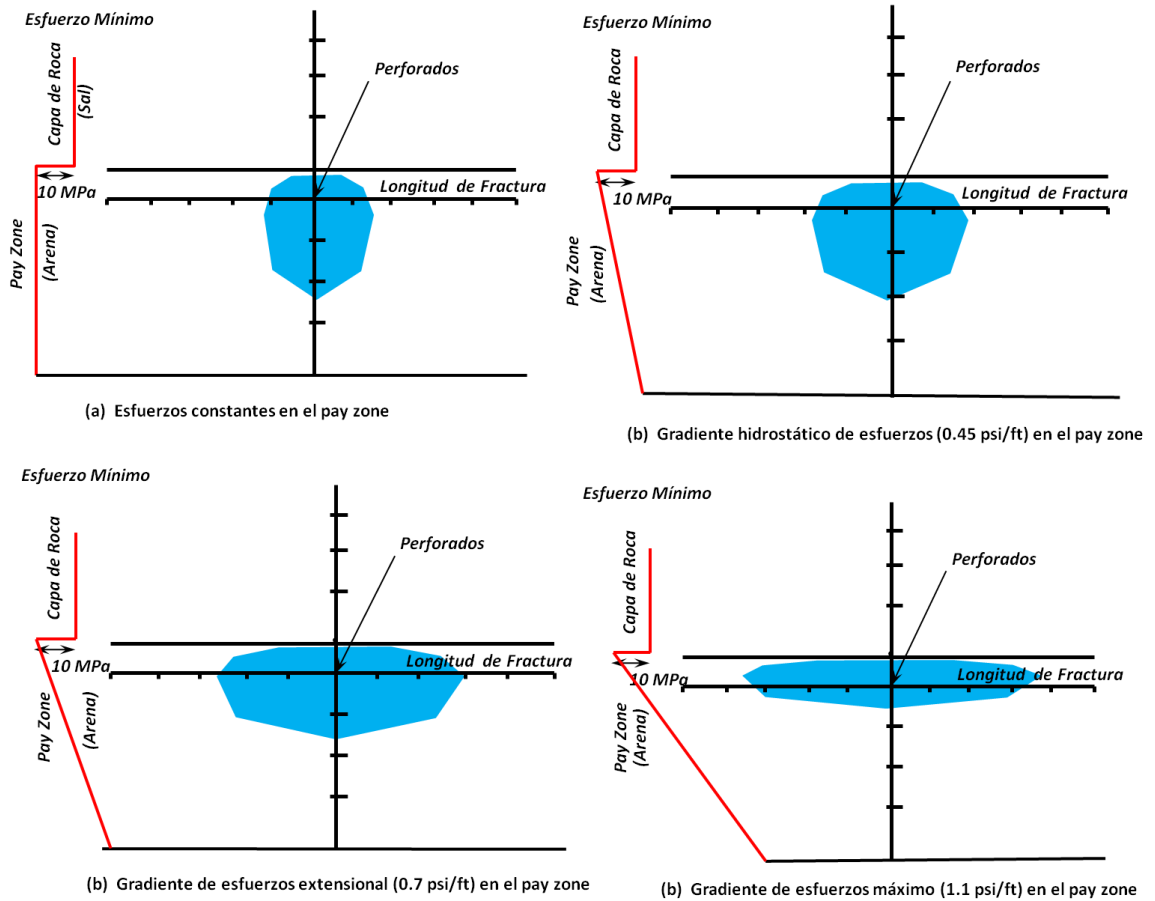 Esfuerzo Mínimo
Capa de Roca
(Sal)
Perforados
10 MPa
Longitud de Fractura
Pay Zone
(Arena)
(a) Esfuerzos constantes en el pay zone
Esfuerzo Mínimo
Capa de Roca
Perforados
10 MPa
Longitud de Fractura
Pay Zone
(Arena)
(b) Gradiente hidrostático de esfuerzos (0.45 psi/ft) en el pay zone
Esfuerzo Mínimo
Capa de Roca
Perforados
10 MPa
Longitud de Fractura
Pay Zone
(Arena)
(b) Gradiente de esfuerzos extensional (0.7 psi/ft) en el pay zone
Esfuerzo Mínimo
Capa de Roca
Perforados
10 MPa
Longitud de Fractura
Pay Zone
(Arena)
(b) Gradiente de esfuerzos máximo (1.1 psi/ft) en el pay zone